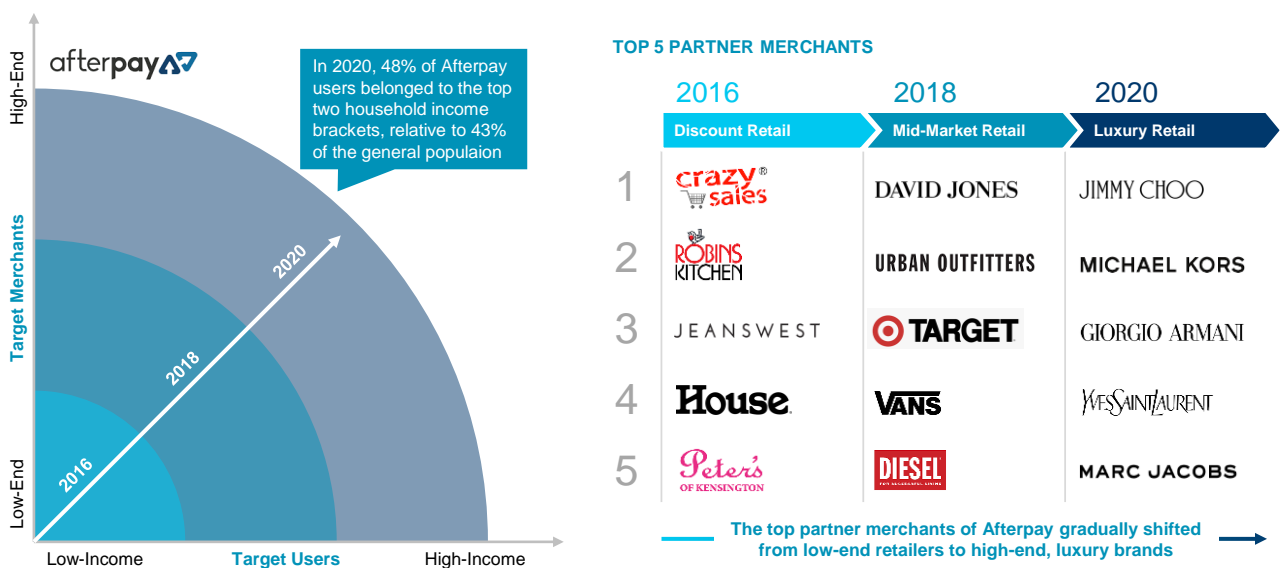 afterpay
In 2020, 48% of Afterpay
users belonged to the top
two household income
brackets, relative to 43%
of the general populaion
High-End
Target Merchants
Low-End
2016
2018
2020
Low-Income
Target Users
High-Income
TOP 5 PARTNER MERCHANTS
2016 2018 2020
Discount Retail Mid-Market Retail Luxury Retail
1
crazy®
sales
DAVID JONES
JIMMY CHOO
2
ROBINS
KITCHEN
URBAN OUTFITTERS
MICHAEL KORS
3
JEANSWEST
TARGET
GIORGIO ARMANI
4
House
VANS
YVESSAINTLAURENT
5
Peter's
OF KENSINGTON
DIESEL
FOR SUCCESSFUL LIVING
MARC JACOBS
The top partner merchants of Afterpay gradually shifted
from low-end retailers to high-end, luxury brands